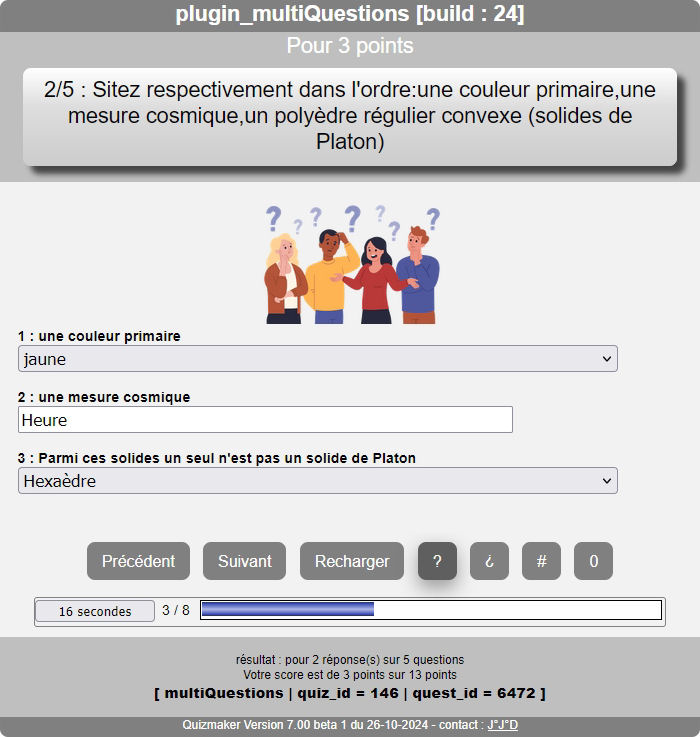 plugin_multiQuestions [build : 24]
Pour 3 points
2/5 : Sitez respectivement dans l'ordre:une couleur primaire,une
mesure cosmique,un polyèdre régulier convexe (solides de
Platon)
? ? ? ? ? ? ?
1 : une couleur primaire
jaune
2 : une mesure cosmique
Heure
3 : Parmi ces solides un seul n'est pas un solide de Platon
Hexaèdre
Précédent Suivant Recharger ? ¿ # 0
16 secondes 3 / 8
résultat : pour 2 réponse(s) sur 5 questions
Votre score est de 3 points sur 13 points
[ multiQuestions | quiz_id = 146 | quest_id = 6472 ]
Quizmaker Version 7.00 beta 1 du 26-10-2024 - contact : J°J°D